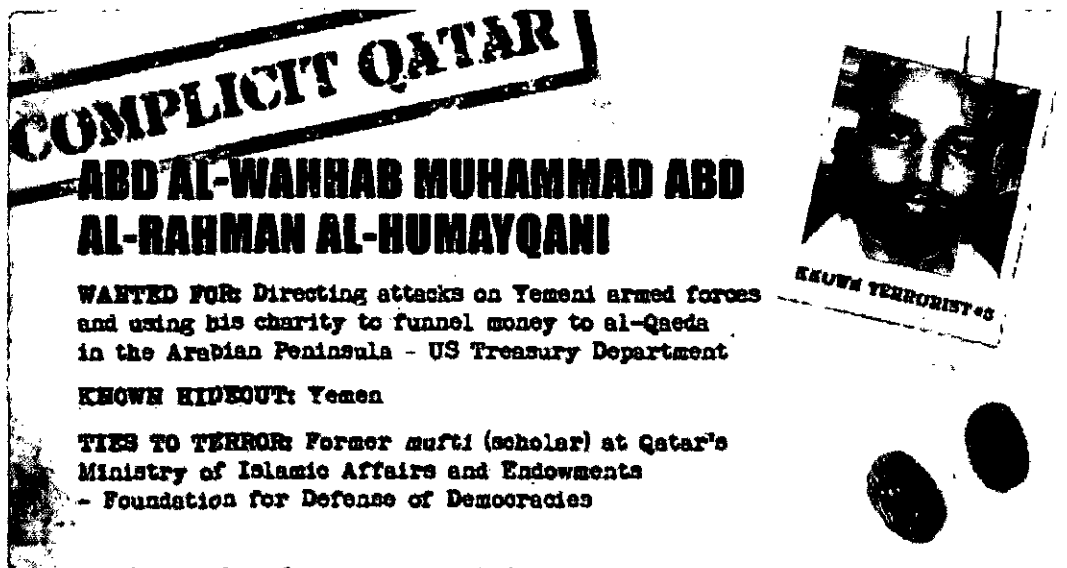 COMPLICIT QATAR
ABD AL-WAHHAB MUHAMMAD ABD
AL-RAHMAN AL-HUMAYQANI
KNOWN TERRORIST #8
WANTED FOR: Directing attacks on Yemeni armed forces
and using his charity to funnel money to al-Qaeda
in the Arabian Peninsula - US Treasury Department
KNOWN HIDEOUT: Yemen
TIES TO TERROR: Former mufti (scholar) at Qatar's
Ministry of Islamic Affairs and Endowments
- Foundation for Defense of Democracies